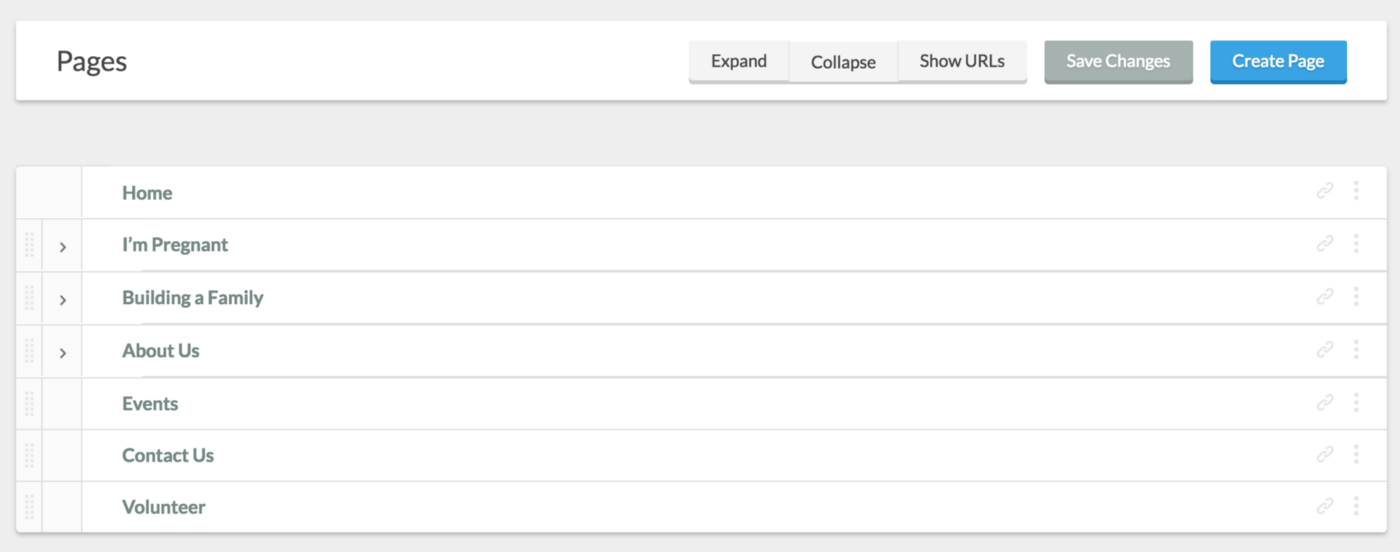 Pages
Expand Collapse Show URLs Save Changes Create Page
Home
I’m Pregnant
Building a Family
About Us
Events
Contact Us
Volunteer